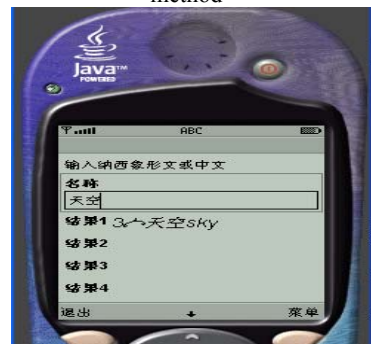 method
Java™
POWERED
ABC
输入纳西象形文或中文
名称
天空
结果1 天空sky
结果2
结果3
结果4
退出 菜单